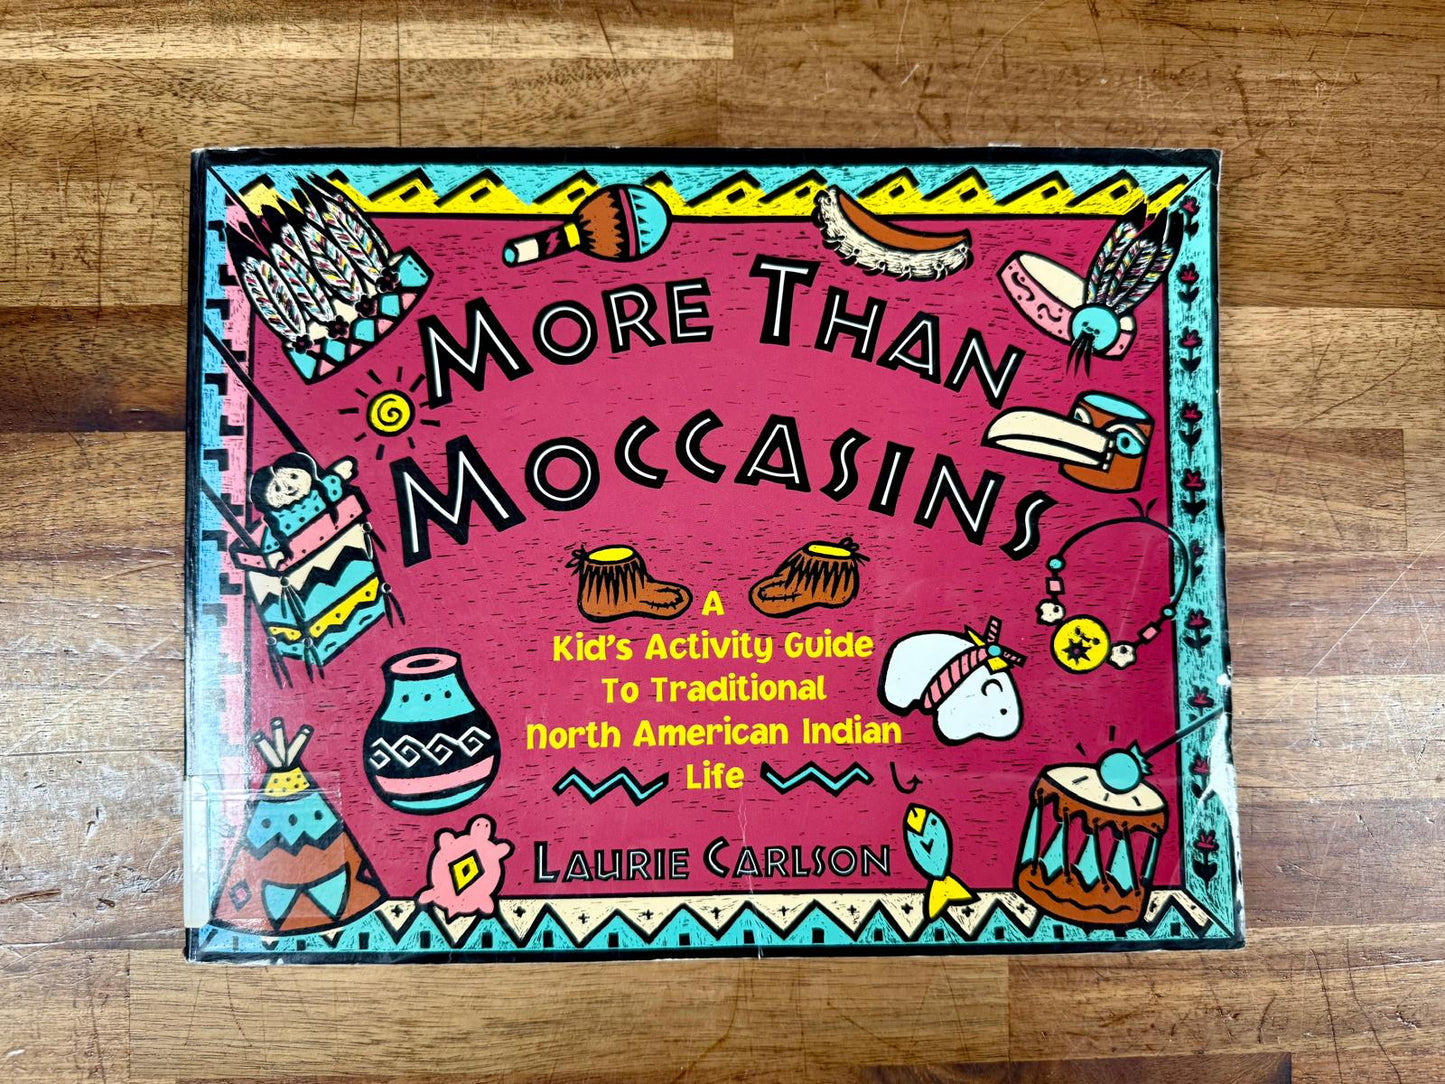 MORE THAN
MOCCASINS
A
Kid's Activity Guide
To Traditional
North American Indian
Life
LAURIE CARLSON